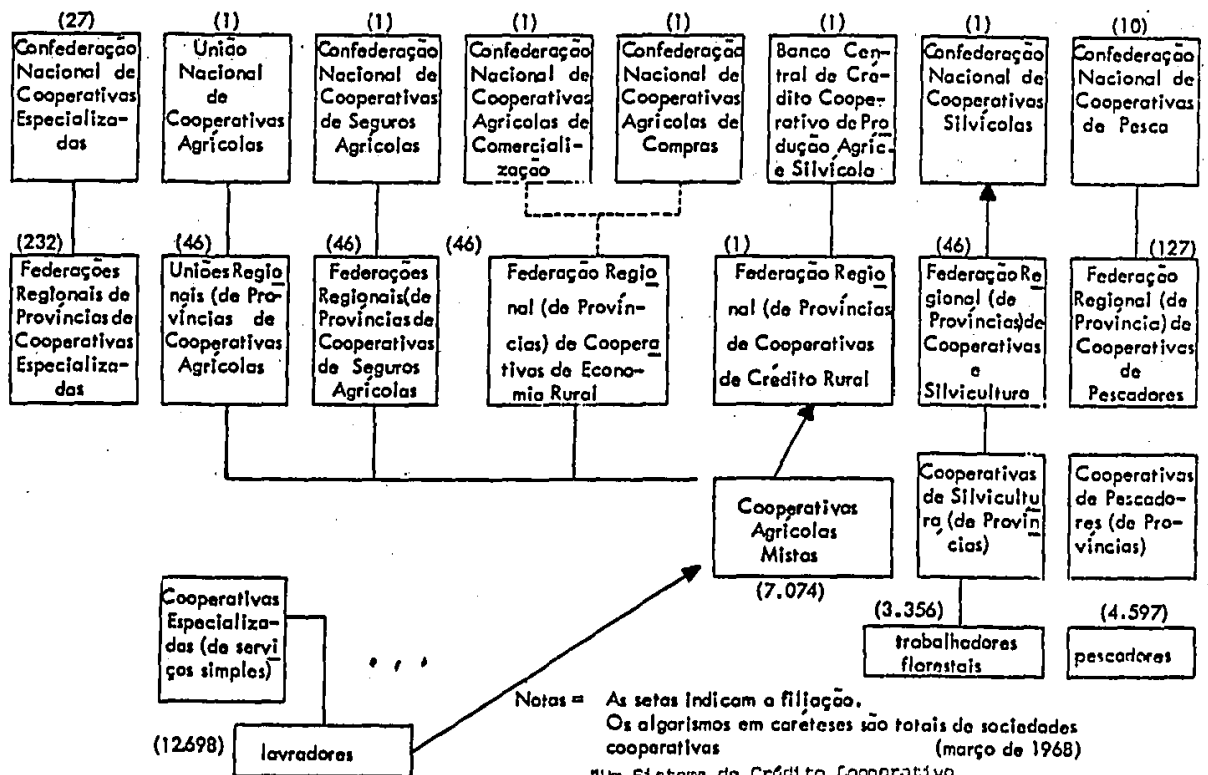 (27)
Confederação
Nacional de
Cooperativas
Especializa-
das
(1)
União
Nacional
de
Cooperativas
Agrícolas
(1)
Confederação
Nacional de
Cooperativas
de Seguros
Agrícolas
(1)
Confederação
Nacional de
Cooperativas
Agrícolas de
Comerciali-
zação
(1)
Confederação
Nacional de
Cooperativas
Agrícolas de
Compras
(1)
Banco Cen-
tral de Cré-
dito Coope-
rativo de Pro
dução Agríc.
e Silvícola
(1)
Confederação
Nacional de
Cooperativas
Silvícolas
(10)
Confederação
Nacional de
Cooperativas
de Pesca
(232)
Federações
Regionais de
Províncias de
Cooperativas
Especializa-
das
(46)
Uniões Regio
nais (de Pro-
víncias de
Cooperativas
Agrícolas
(46)
Federações
Regionais(de
Províncias de
Cooperativas
de Seguros
Agrícolas
(46)
Federação Regio
nal (de Provín-
cias) de Coopera
tivas de Econo-
mia Rural
(1)
Federação Regio
nal (de Províncias
de Cooperativas
de Crédito Rural
(46)
Federação Re
gional (de
Províncias)de
Cooperativas
e
Silvicultura
(127)
Federação
Regional (de
Província) de
Cooperativas
de
Pescadores
Cooperativas
Agrícolas
Mistas
(7.074)
Cooperativas
de Silvicultu
ra (de Provín
cias)
Cooperativas
de Pescado-
res (de Pro-
víncias)
(3.356)
trabalhadores
florestais
(4.597)
pescadores
Cooperativas
Especializa-
das (de servi
ços simples)
(12.698)
lavradores
Notas = As setas indicam a filiação.
Os algarismos em careteses são totais de sociedades
cooperativas (março de 1968)
"Um Sistema de Crédito Cooperativo